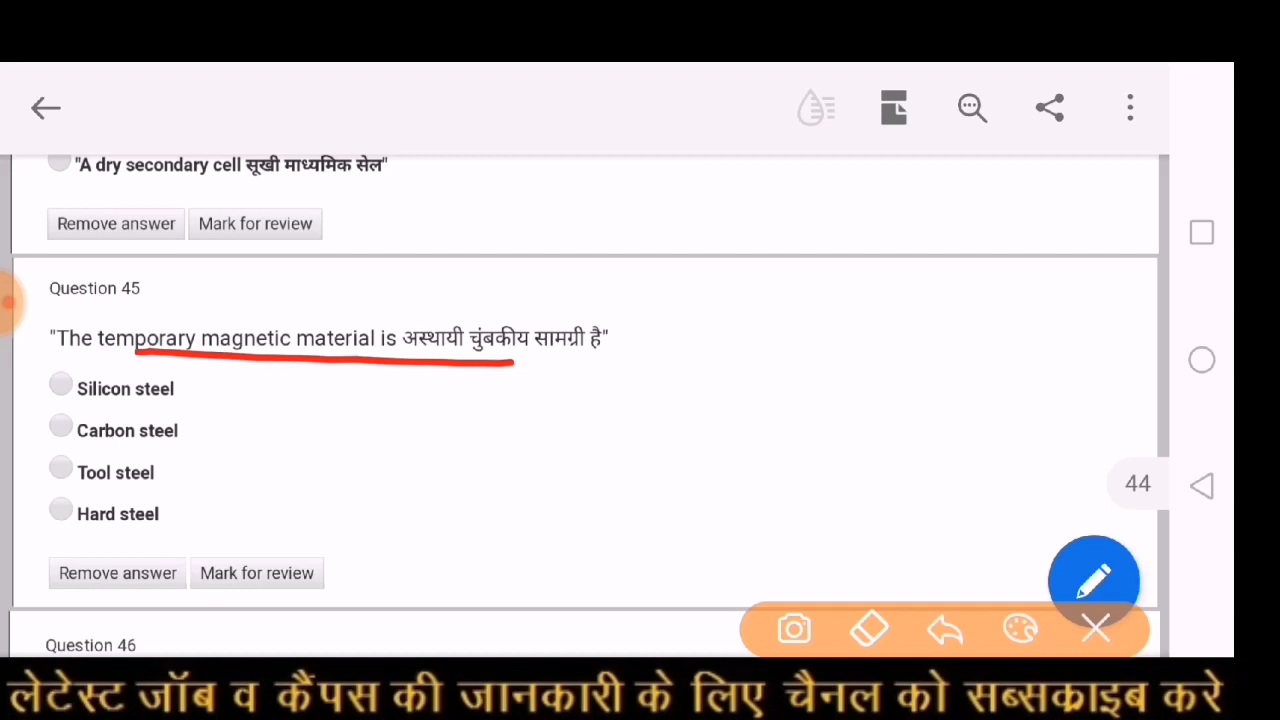 "A dry secondary cell सूखी माध्यमिक सेल"
Remove answer Mark for review
Question 45
"The temporary magnetic material is अस्थायी चुंबकीय सामग्री है"
Silicon steel
Carbon steel
Tool steel
44
Hard steel
Remove answer Mark for review
Question 46
लेटेस्ट जॉब व कैंपस की जानकारी के लिए चैनल को सब्सक्राइब करे